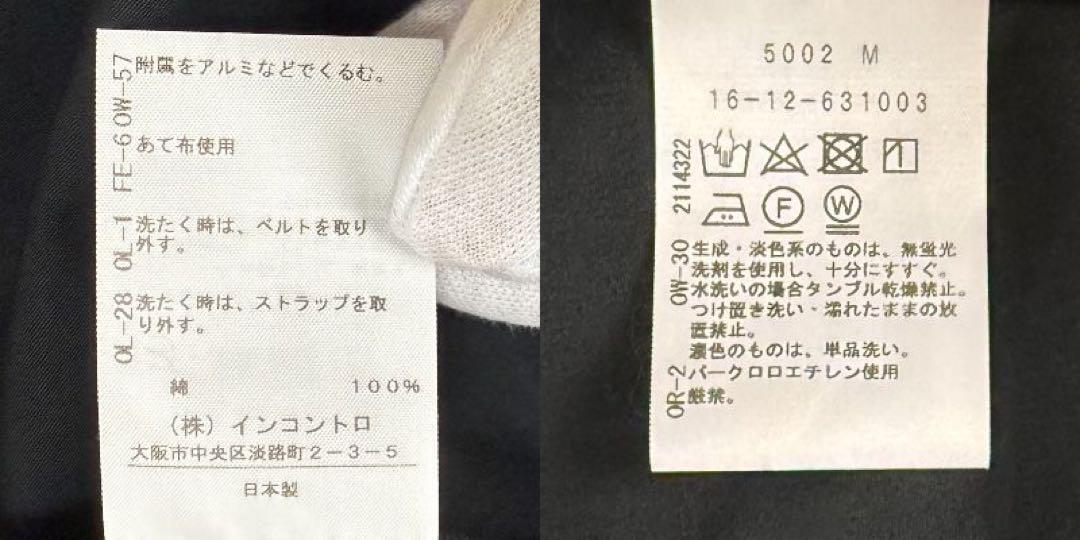 附属をアルミなどでくるむ。
OW-57
あて布使用
FE-6
洗たく時は、ベルトを取り
外す。
OL-1
洗たく時は、ストラップを取
り外す。
OL-28
綿 100%
（株）インコントロ
大阪市中央区淡路町2-3-5
日本製
5002 M
16-12-631003
2114322
F W
生成・淡色系のものは、無蛍光
洗剤を使用し、十分にすすぐ。
水洗いの場合タンブル乾燥禁止。
つけ置き洗い・濡れたままの放
置禁止。
濃色のものは、単品洗い。
OW-30
パークロロエチレン使用
厳禁。
OR-2